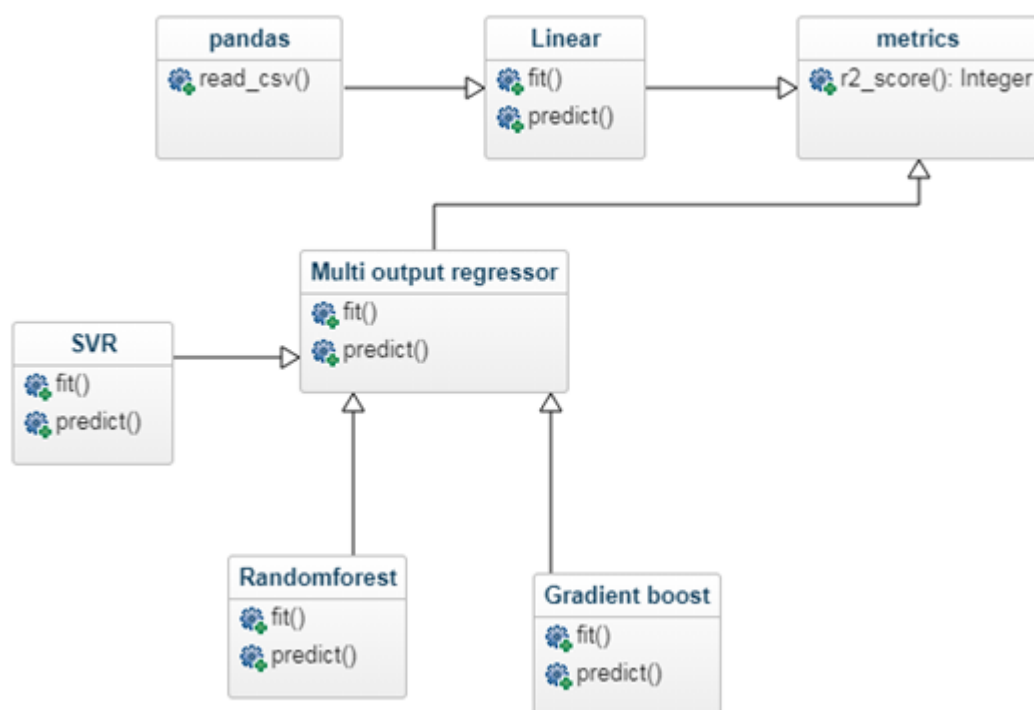 pandas
read_csv()
Linear
fit()
predict()
metrics
r2_score(): Integer
Multi output regressor
fit()
predict()
SVR
fit()
predict()
Randomforest
fit()
predict()
Gradient boost
fit()
predict()